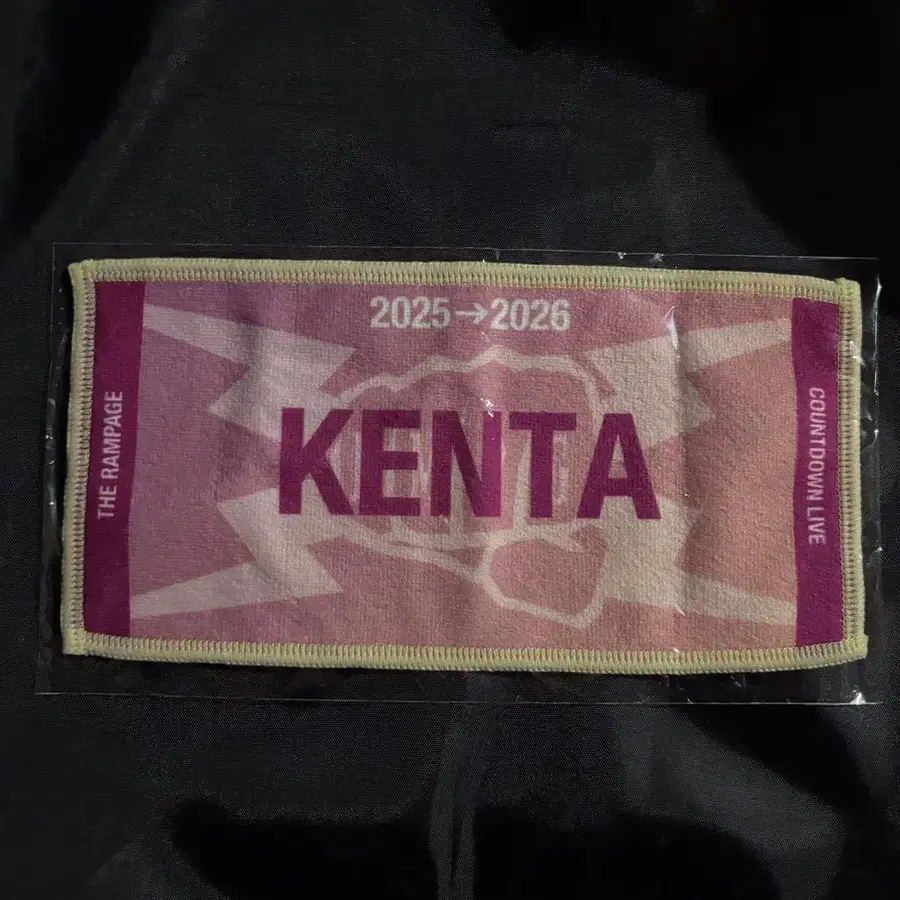 2025→2026
THE RAMPAGE
KENTA
COUNTDOWN LIVE